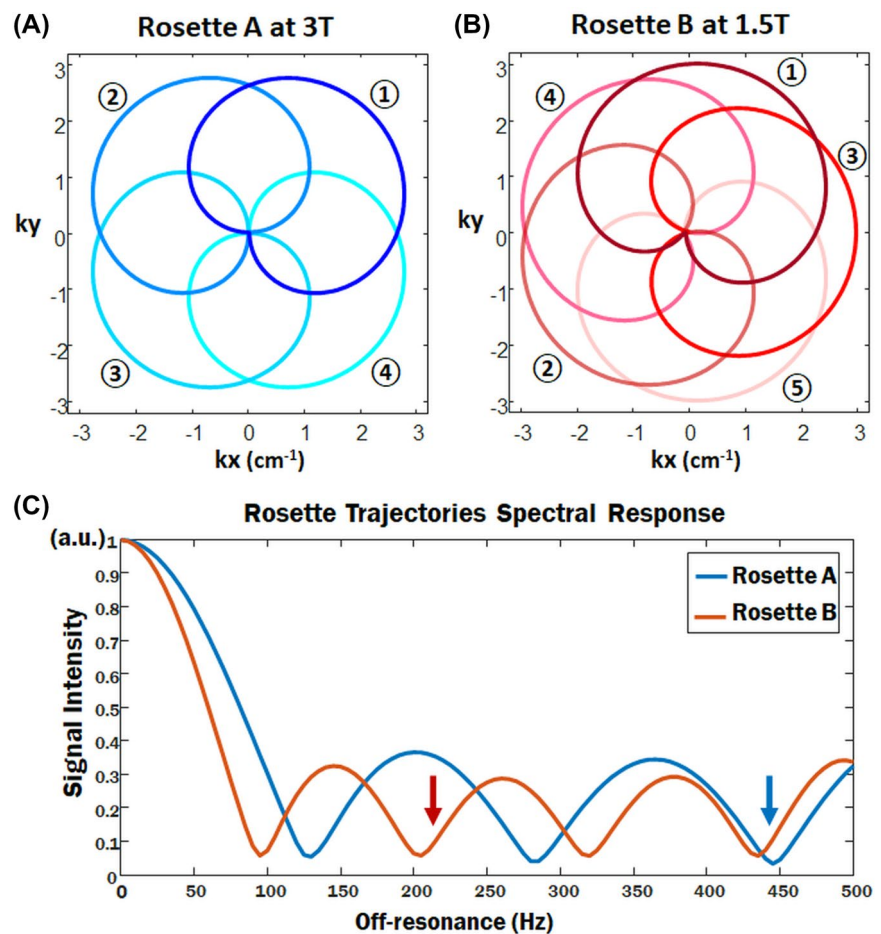 (A)
Rosette A at 3T
(B)
Rosette B at 1.5T
3
2
1
0
-1
-2
-3
ky
① ② ③ ④
-3 -2 -1 0 1 2 3
kx (cm-1)
3
2
1
0
-1
-2
-3
ky
① ② ③ ④ ⑤
-3 -2 -1 0 1 2 3
kx (cm-1)
(C)
Rosette Trajectories Spectral Response
(a.u.)
1
0.9
0.8
0.7
0.6
0.5
0.4
0.3
0.2
0.1
0
Signal Intensity
Rosette A
Rosette B
0 50 100 150 200 250 300 350 400 450 500
Off-resonance (Hz)